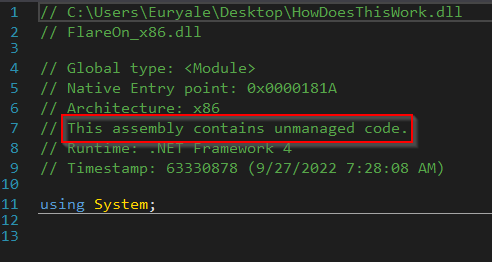 1 // C:\Users\Euryale\Desktop\HowDoesThisWork.dll
2 // FlareOn_x86.dll
3
4 // Global type: <Module>
5 // Native Entry point: 0x0000181A
6 // Architecture: x86
7 // This assembly contains unmanaged code.
8 // Runtime: .NET Framework 4
9 // Timestamp: 63330878 (9/27/2022 7:28:08 AM)
10
11 using System;
12
13